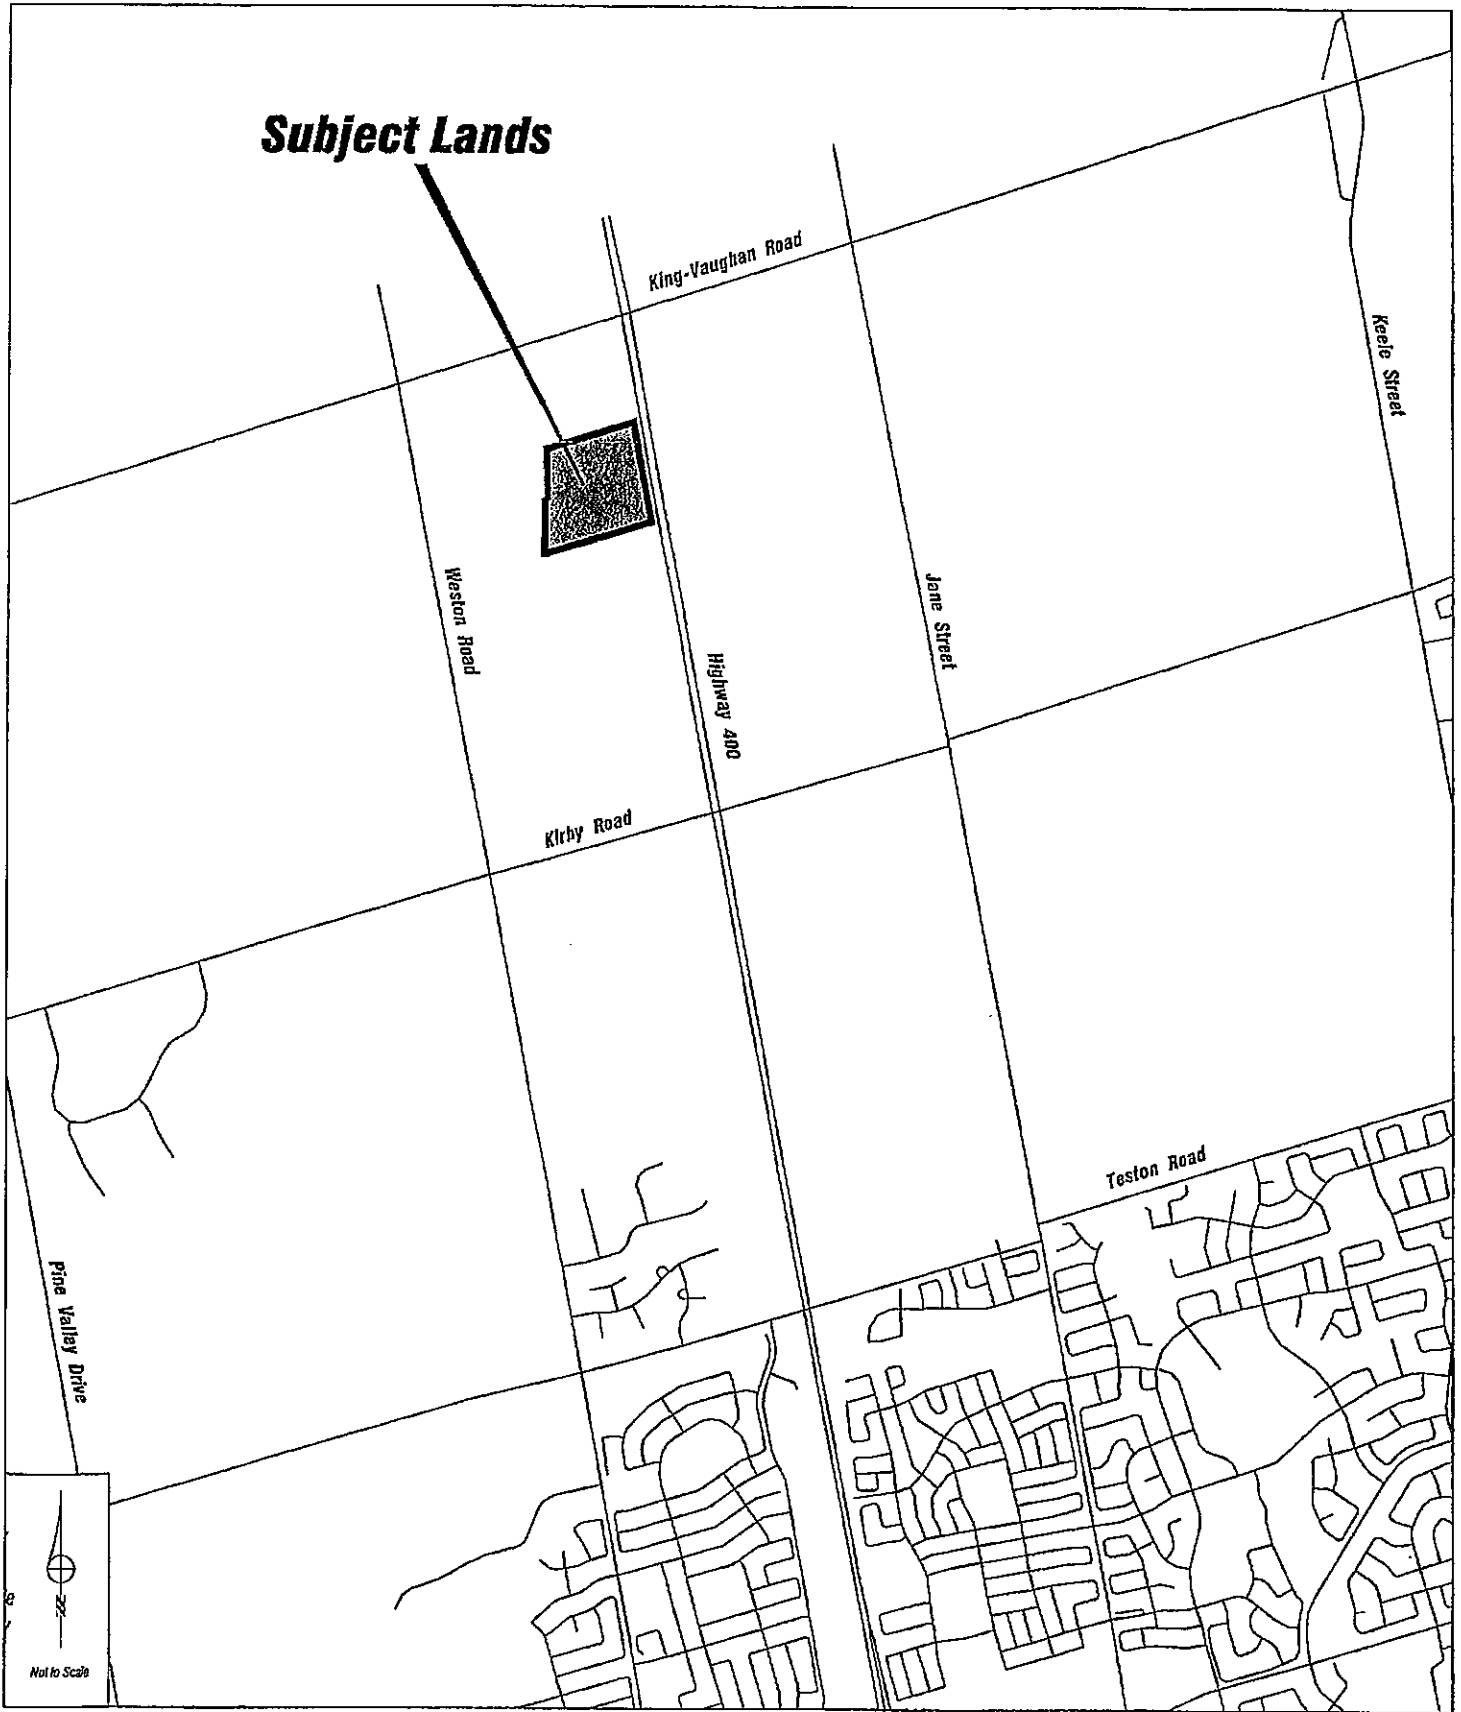 Subject Lands
King-Vaughan Road
Keele Street
Weston Road
Jane Street
Highway 400
Kirby Road
Teston Road
Pine Valley Drive
N
Not to Scale